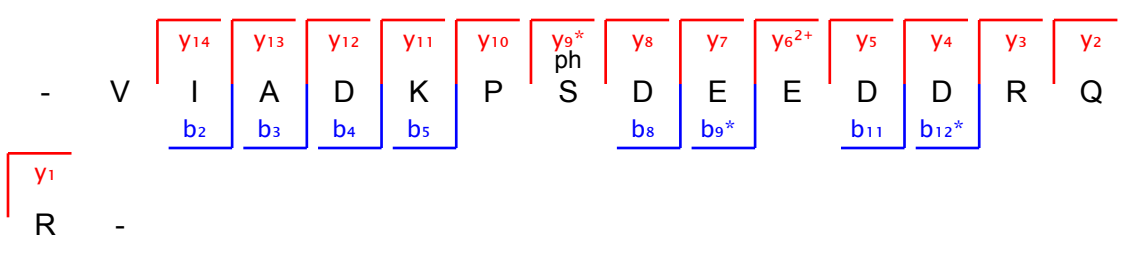 y14 y13 y12 y11 y10 y9* y8 y7 y6²⁺ y5 y4 y3 y2
ph
- V I A D K P S D E E D D R Q
b2 b3 b4 b5 b8 b9* b11 b12*
y1
R -